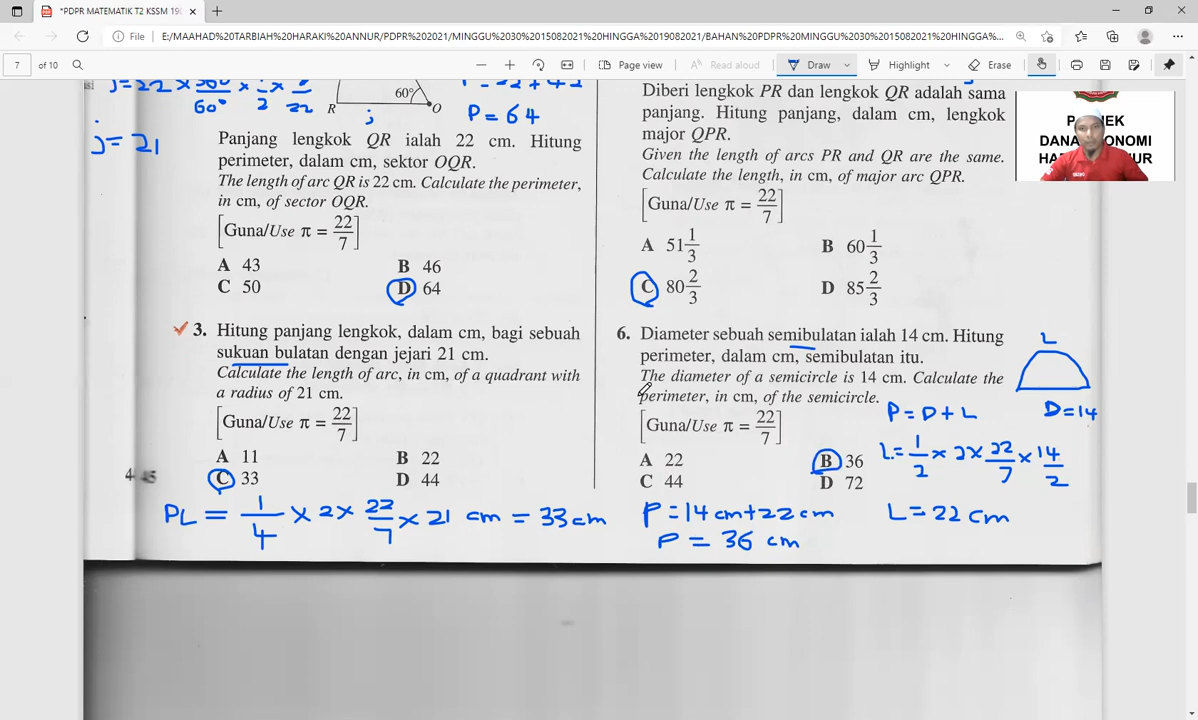 *PDPR MATEMATIK T2 KSSM 190
File
E:/MAAHAD%20TARBIAH%20HARAKI%20ANNUR/PDPR%202021/MINGGU%2030%2015082021%20HINGGA%2019082021/BAHAN%20PDPR%20MINGGU%2030%2015082021%20HINGGA%2...
7 of 10
Page view
Read aloud
Draw
Highlight
Erase
60°
2
22
R
60°
O
j
P = 64
j = 21
Panjang lengkok QR ialah 22 cm. Hitung
perimeter, dalam cm, sektor OQR.
The length of arc QR is 22 cm. Calculate the perimeter,
in cm, of sector OQR.
[Guna/Use π = 22/7]
A 43
B 46
C 50
D 64
3. Hitung panjang lengkok, dalam cm, bagi sebuah
sukuan bulatan dengan jejari 21 cm.
Calculate the length of arc, in cm, of a quadrant with
a radius of 21 cm.
[Guna/Use π = 22/7]
A 11
B 22
C 33
D 44
PL = 1/4 × 2 × 22/7 × 21 cm = 33 cm
Diberi lengkok PR dan lengkok QR adalah sama
panjang. Hitung panjang, dalam cm, lengkok
major QPR.
Given the length of arcs PR and QR are the same.
Calculate the length, in cm, of major arc QPR.
[Guna/Use π = 22/7]
A 51 1/3
B 60 1/3
C 80 2/3
D 85 2/3
6. Diameter sebuah semibulatan ialah 14 cm. Hitung
perimeter, dalam cm, semibulatan itu.
The diameter of a semicircle is 14 cm. Calculate the
perimeter, in cm, of the semicircle.
[Guna/Use π = 22/7]
A 22
B 36
C 44
D 72
L
D = 14
P = D + L
L = 1/2 × 2 × 22/7 × 14/2
L = 22 cm
P = 14 cm + 22 cm
P = 36 cm